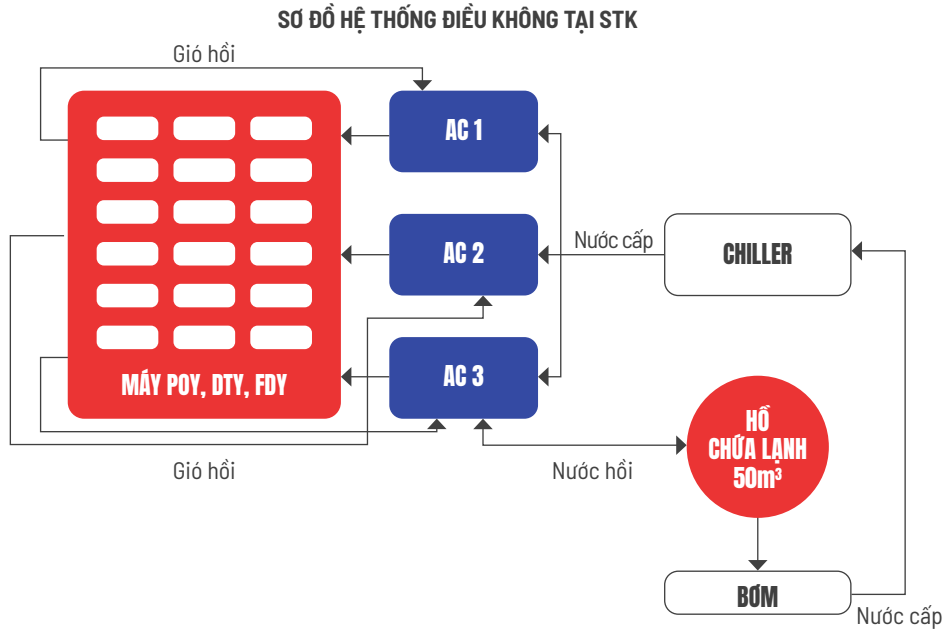 SƠ ĐỒ HỆ THỐNG ĐIỀU KHÔNG TẠI STK
Gió hồi
AC 1
AC 2
Nước cấp
CHILLER
AC 3
MÁY POY, DTY, FDY
HỒ
CHỨA LẠNH
50m³
Gió hồi
Nước hồi
BƠM
Nước cấp